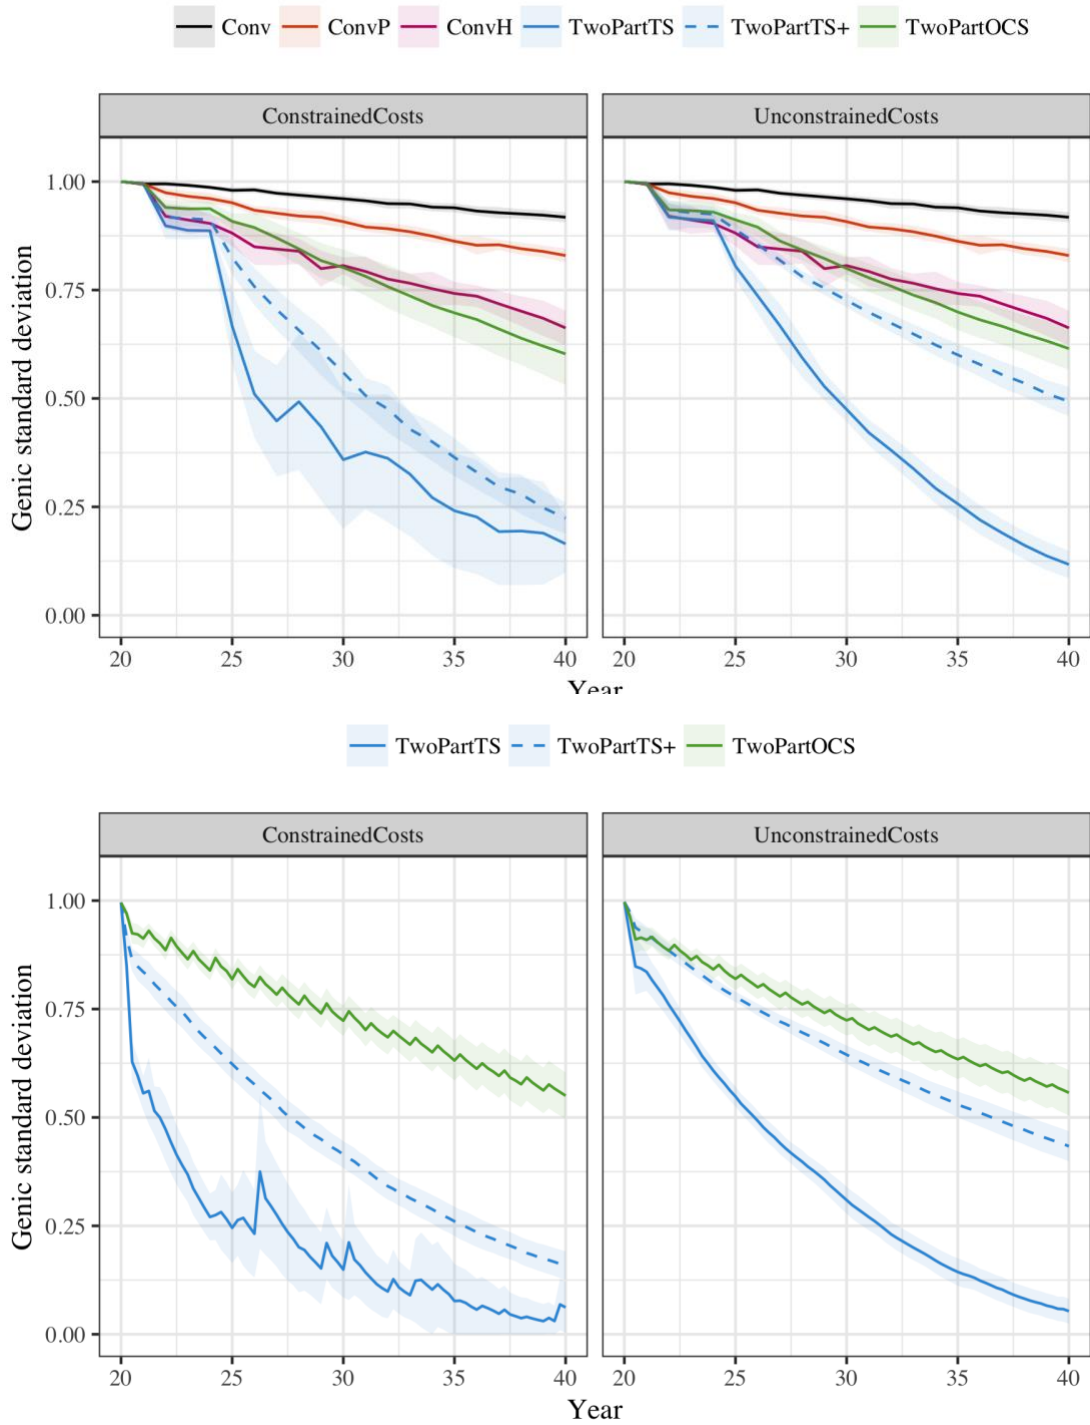 Conv ConvP ConvH TwoPartTS TwoPartTS+ TwoPartOCS
ConstrainedCosts UnconstrainedCosts
Genic standard deviation
1.00
0.75
0.50
0.25
0.00
20 25 30 35 40 20 25 30 35 40
Year
TwoPartTS TwoPartTS+ TwoPartOCS
ConstrainedCosts UnconstrainedCosts
Genic standard deviation
1.00
0.75
0.50
0.25
0.00
20 25 30 35 40 20 25 30 35 40
Year